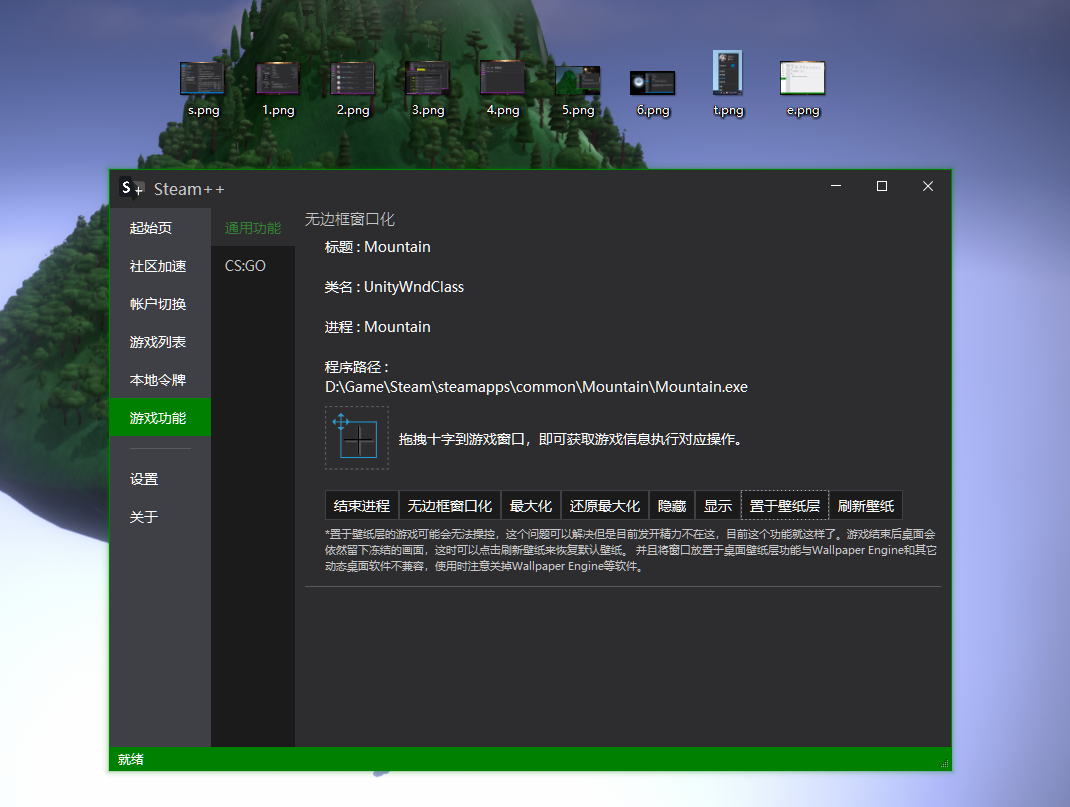 s.png 1.png 2.png 3.png 4.png 5.png 6.png t.png e.png
S+ Steam++
起始页
社区加速
帐户切换
游戏列表
本地令牌
游戏功能
设置
关于
通用功能
CS:GO
无边框窗口化
标题 : Mountain
类名 : UnityWndClass
进程 : Mountain
程序路径 :
D:\Game\Steam\steamapps\common\Mountain\Mountain.exe
拖拽十字到游戏窗口，即可获取游戏信息执行对应操作。
结束进程 无边框窗口化 最大化 还原最大化 隐藏 显示 置于壁纸层 刷新壁纸
*置于壁纸层的游戏可能会无法操控，这个问题可以解决但是目前发开精力不在这，目前这个功能就这样了。游戏结束后桌面会
依然留下冻结的画面，这时可以点击刷新壁纸来恢复默认壁纸。 并且将窗口放置于桌面壁纸层功能与Wallpaper Engine和其它
动态桌面软件不兼容，使用时注意关掉Wallpaper Engine等软件。
就绪